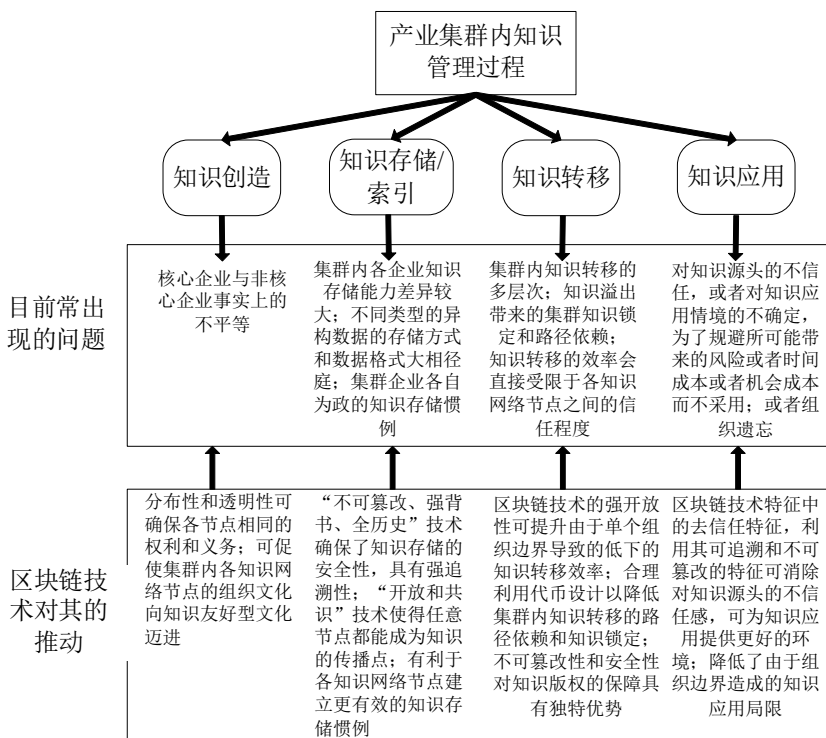 产业集群内知识
管理过程
知识创造
知识存储/
索引
知识转移
知识应用
目前常出
现的问题
核心企业与非核
心企业事实上的
不平等
集群内各企业知识
存储能力差异较
大；不同类型的异
构数据的存储方式
和数据格式大相径
庭；集群企业各自
为政的知识存储惯
例
集群内知识转移的
多层次；知识溢出
带来的集群知识锁
定和路径依赖；
知识转移的效率会
直接受限于各知识
网络节点之间的信
任程度
对知识源头的不信
任，或者对知识应
用情境的不确定，
为了规避所可能带
来的风险或者时间
成本或者机会成本
而不采用；或者组
织遗忘
区块链技
术对其的
推动
分布性和透明性可
确保各节点相同的
权利和义务；可促
使集群内各知识网
络节点的组织文化
向知识友好型文化
迈进
“不可篡改、强背
书、全历史”技术
确保了知识存储的
安全性，具有强追
溯性；“开放和共
识”技术使得任意
节点都能成为知识
的传播点；有利于
各知识网络节点建
立更有效的知识存
储惯例
区块链技术的强开放
性可提升由于单个组
织边界导致的低下的
知识转移效率；合理
利用代币设计以降低
集群内知识转移的路
径依赖和知识锁定；
不可篡改性和安全性
对知识版权的保障具
有独特优势
区块链技术特征中
的去信任特征，利
用其可追溯和不可
篡改的特征可消除
对知识源头的不信
任感，可为知识应
用提供更好的环
境；降低了由于组
织边界造成的知识
应用局限